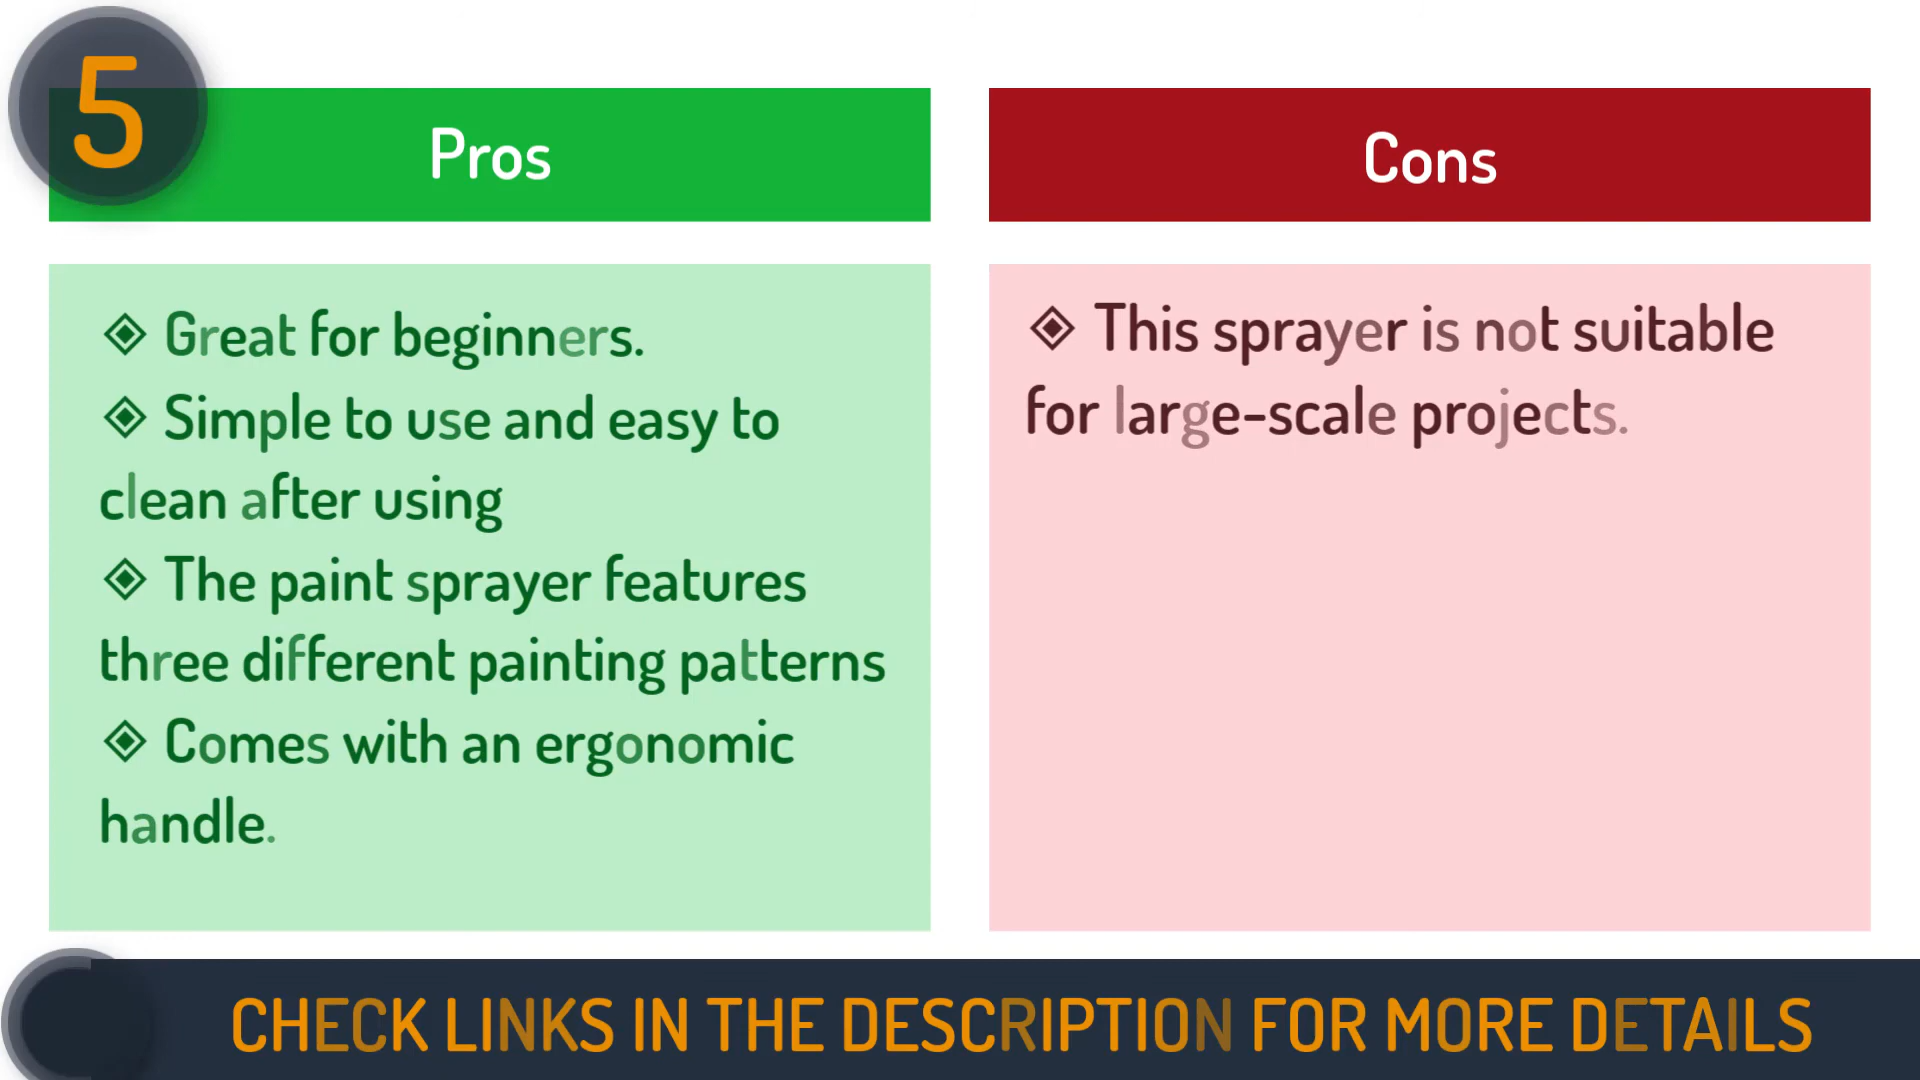 5
Pros
◈ Great for beginners.
◈ Simple to use and easy to
clean after using
◈ The paint sprayer features
three different painting patterns
◈ Comes with an ergonomic
handle.
Cons
◈ This sprayer is not suitable
for large-scale projects.
CHECK LINKS IN THE DESCRIPTION FOR MORE DETAILS